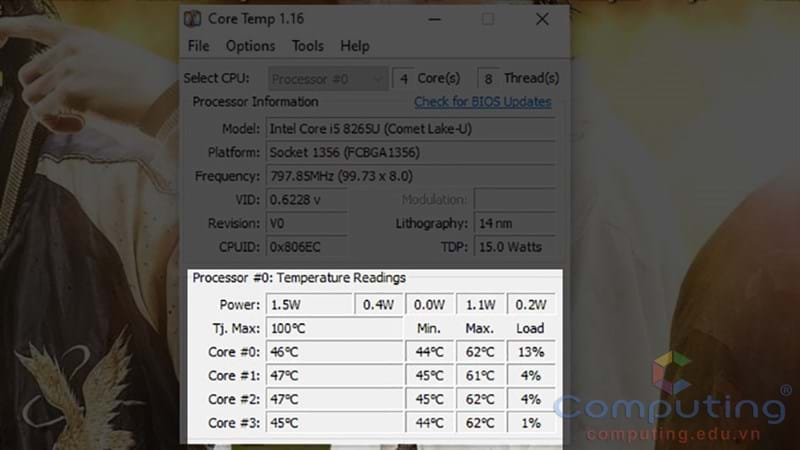 Core Temp 1.16
File Options Tools Help
Select CPU: Processor #0 4 Core(s) 8 Thread(s)
Processor Information Check for BIOS Updates
Model: Intel Core i5 8265U (Comet Lake-U)
Platform: Socket 1356 (FCBGA1356)
Frequency: 797.85MHz (99.73 x 8.0)
VID: 0.6228 v Modulation:
Revision: V0 Lithography: 14 nm
CPUID: 0x806EC TDP: 15.0 Watts
Processor #0: Temperature Readings
Power: 1.5W 0.4W 0.0W 1.1W 0.2W
Tj. Max: 100°C Min. Max. Load
Core #0: 46°C 44°C 62°C 13%
Core #1: 47°C 45°C 61°C 4%
Core #2: 47°C 45°C 62°C 4%
Core #3: 45°C 44°C 62°C 1%
Computing®
computing.edu.vn